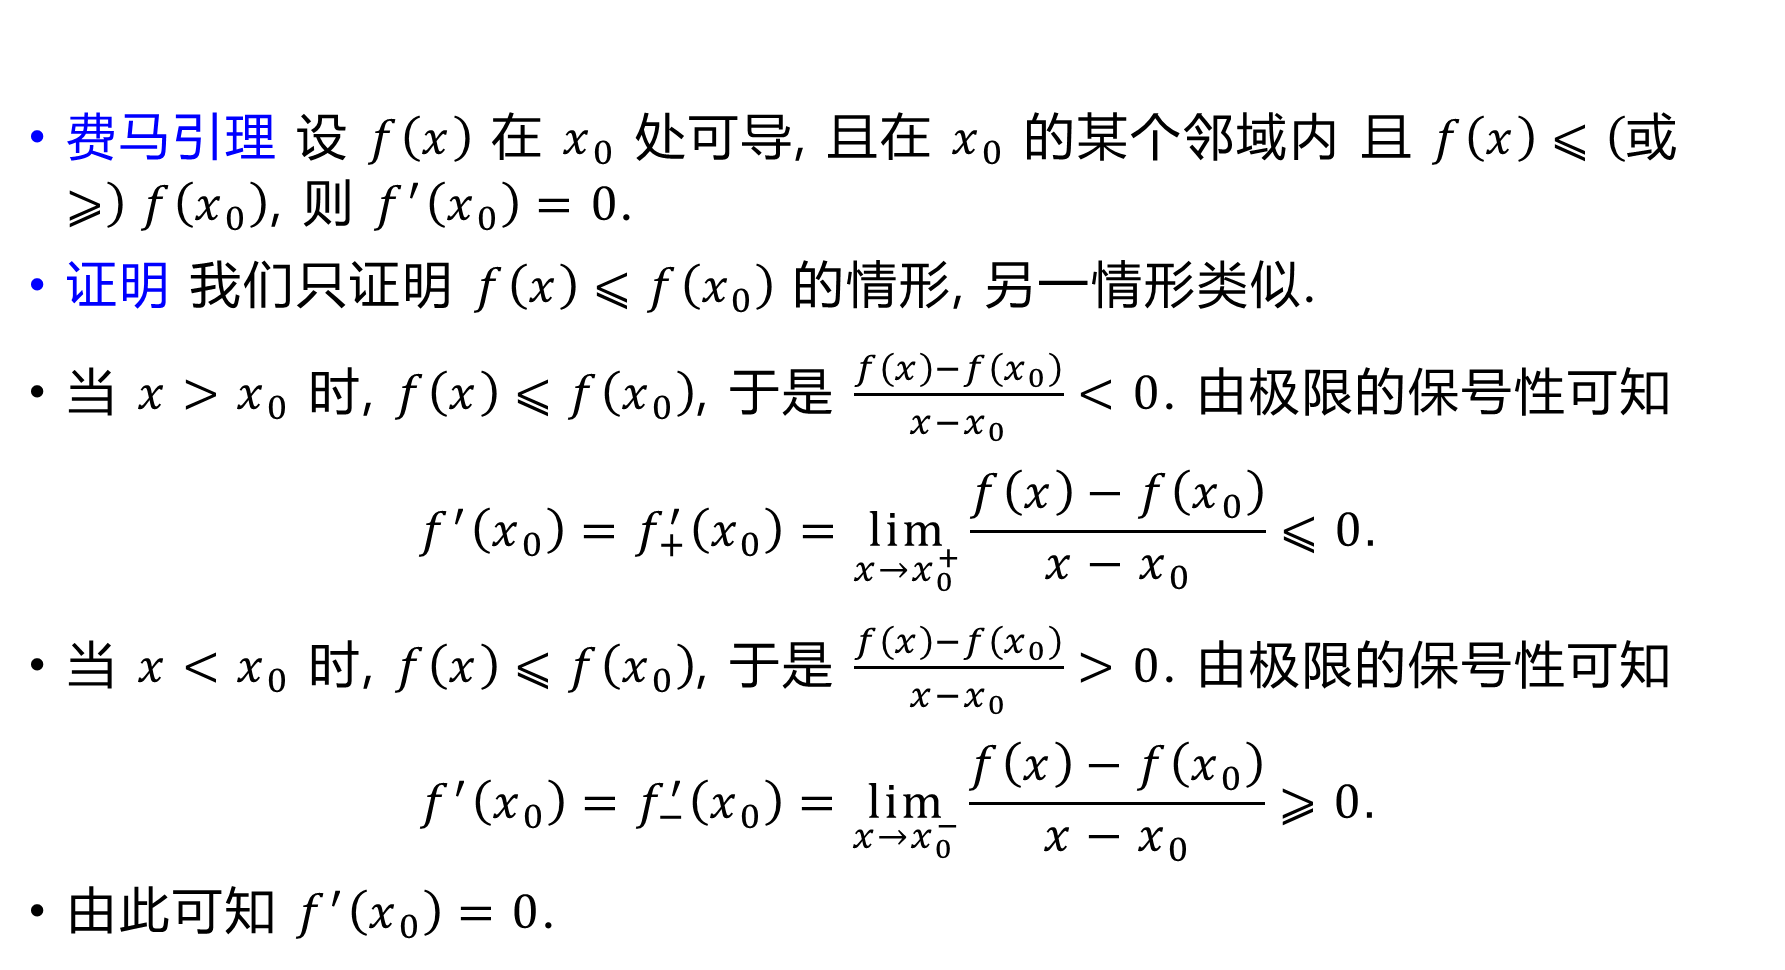 • 费马引理 设 f(x) 在 x₀ 处可导, 且在 x₀ 的某个邻域内 且 f(x) ⩽ (或
⩾) f(x₀), 则 f′(x₀) = 0.
• 证明 我们只证明 f(x) ⩽ f(x₀) 的情形, 另一情形类似.
• 当 x > x₀ 时, f(x) ⩽ f(x₀), 于是 \frac{f(x)−f(x₀)}{x−x₀} < 0. 由极限的保号性可知
f′(x₀) = f′₊(x₀) = \lim_{x→x₀⁺} \frac{f(x) − f(x₀)}{x − x₀} ⩽ 0.
• 当 x < x₀ 时, f(x) ⩽ f(x₀), 于是 \frac{f(x)−f(x₀)}{x−x₀} > 0. 由极限的保号性可知
f′(x₀) = f′₋(x₀) = \lim_{x→x₀⁻} \frac{f(x) − f(x₀)}{x − x₀} ⩾ 0.
• 由此可知 f′(x₀) = 0.